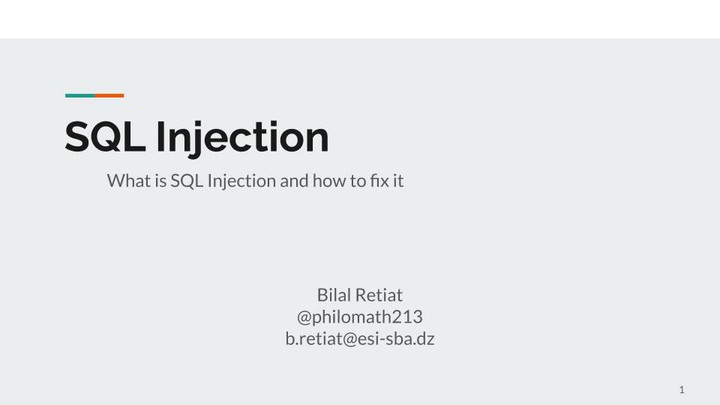 SQL Injection
What is SQL Injection and how to fix it
Bilal Retiat
@philomath213
b.retiat@esi-sba.dz
1